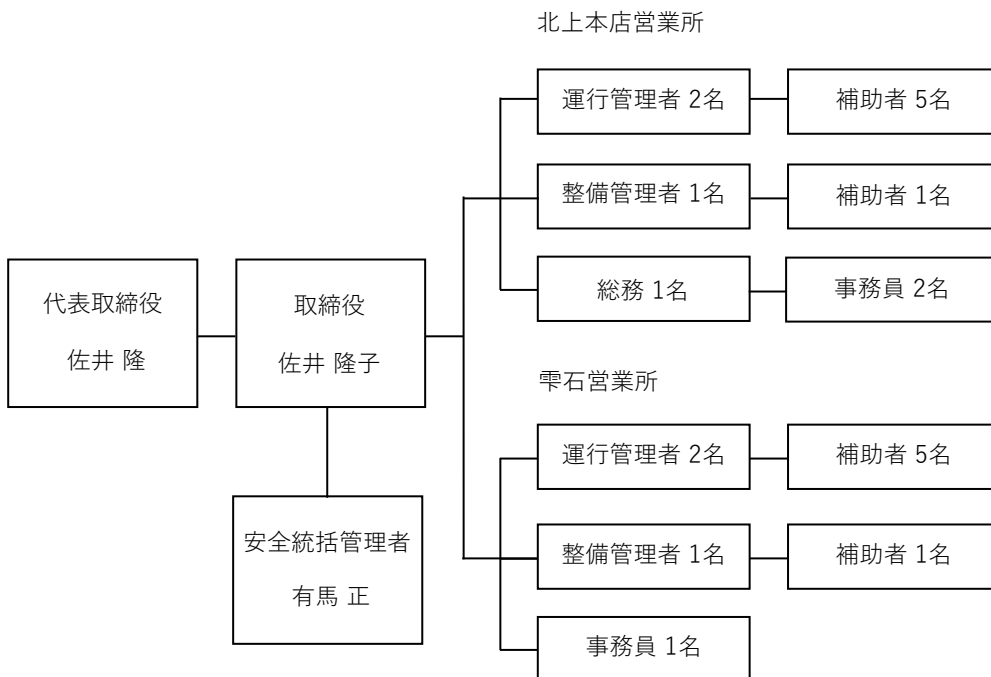 北上本店営業所
運行管理者 2名
補助者 5名
整備管理者 1名
補助者 1名
総務 1名
事務員 2名
代表取締役
佐井 隆
取締役
佐井 隆子
安全統括管理者
有馬 正
雫石営業所
運行管理者 2名
補助者 5名
整備管理者 1名
補助者 1名
事務員 1名